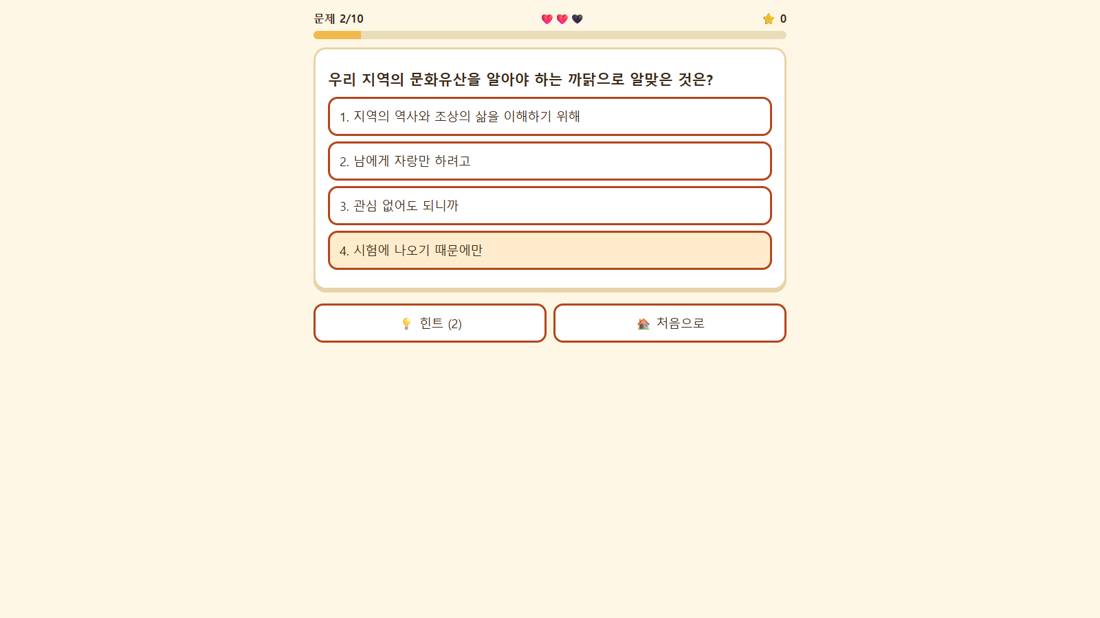 문제 2/10 ❤️❤️🖤 ⭐ 0
우리 지역의 문화유산을 알아야 하는 까닭으로 알맞은 것은?
1. 지역의 역사와 조상의 삶을 이해하기 위해
2. 남에게 자랑만 하려고
3. 관심 없어도 되니까
4. 시험에 나오기 때문에만
💡 힌트 (2) 🏠 처음으로